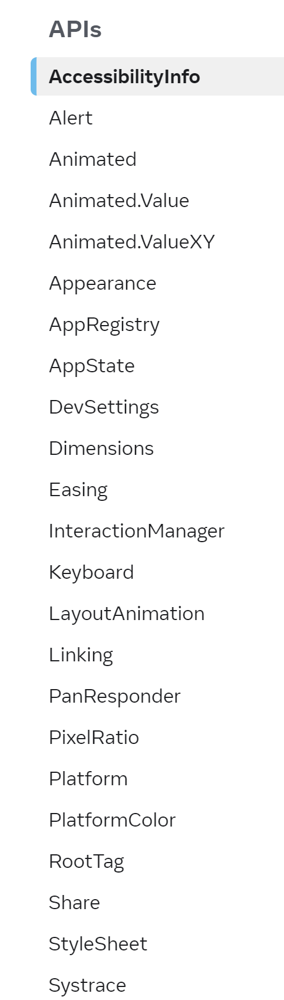 APIs
AccessibilityInfo
Alert
Animated
Animated.Value
Animated.ValueXY
Appearance
AppRegistry
AppState
DevSettings
Dimensions
Easing
InteractionManager
Keyboard
LayoutAnimation
Linking
PanResponder
PixelRatio
Platform
PlatformColor
RootTag
Share
StyleSheet
Systrace